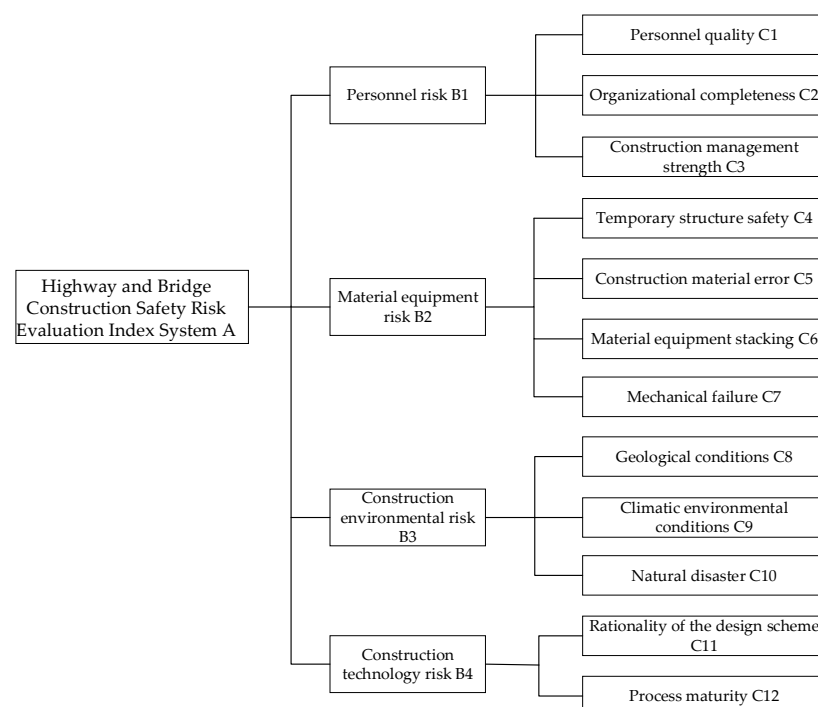 Highway and Bridge
Construction Safety Risk
Evaluation Index System A
Personnel risk B1
Personnel quality C1
Organizational completeness C2
Construction management
strength C3
Material equipment
risk B2
Temporary structure safety C4
Construction material error C5
Material equipment stacking C6
Mechanical failure C7
Construction
environmental risk
B3
Geological conditions C8
Climatic environmental
conditions C9
Natural disaster C10
Construction
technology risk B4
Rationality of the design scheme
C11
Process maturity C12